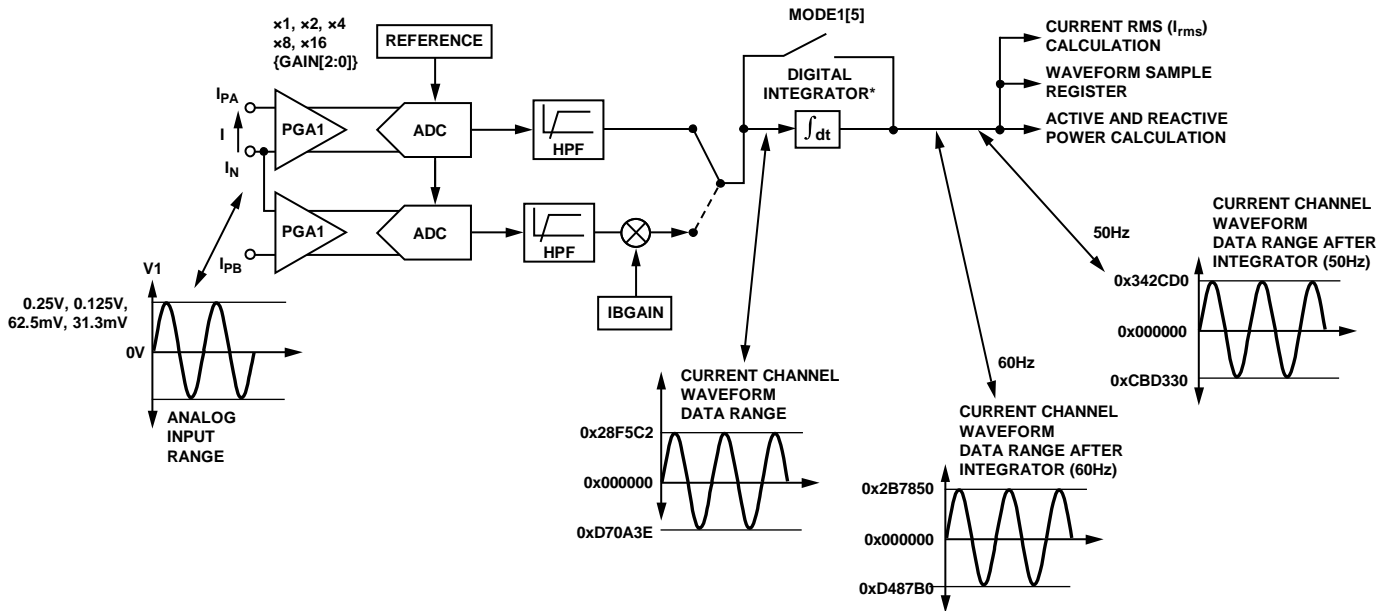 ×1, ×2, ×4
×8, ×16
{GAIN[2:0]}
REFERENCE
MODE1[5]
CURRENT RMS (Irms)
CALCULATION
WAVEFORM SAMPLE
REGISTER
ACTIVE AND REACTIVE
POWER CALCULATION
DIGITAL
INTEGRATOR*
∫dt
IPA
I
IN
PGA1
ADC
HPF
IPB
PGA1
ADC
HPF
IBGAIN
V1
0.25V, 0.125V,
62.5mV, 31.3mV
0V
ANALOG
INPUT
RANGE
CURRENT CHANNEL
WAVEFORM
DATA RANGE
0x28F5C2
0x000000
0xD70A3E
60Hz
CURRENT CHANNEL
WAVEFORM
DATA RANGE AFTER
INTEGRATOR (60Hz)
0x2B7850
0x000000
0xD487B0
50Hz
CURRENT CHANNEL
WAVEFORM
DATA RANGE AFTER
INTEGRATOR (50Hz)
0x342CD0
0x000000
0xCBD330